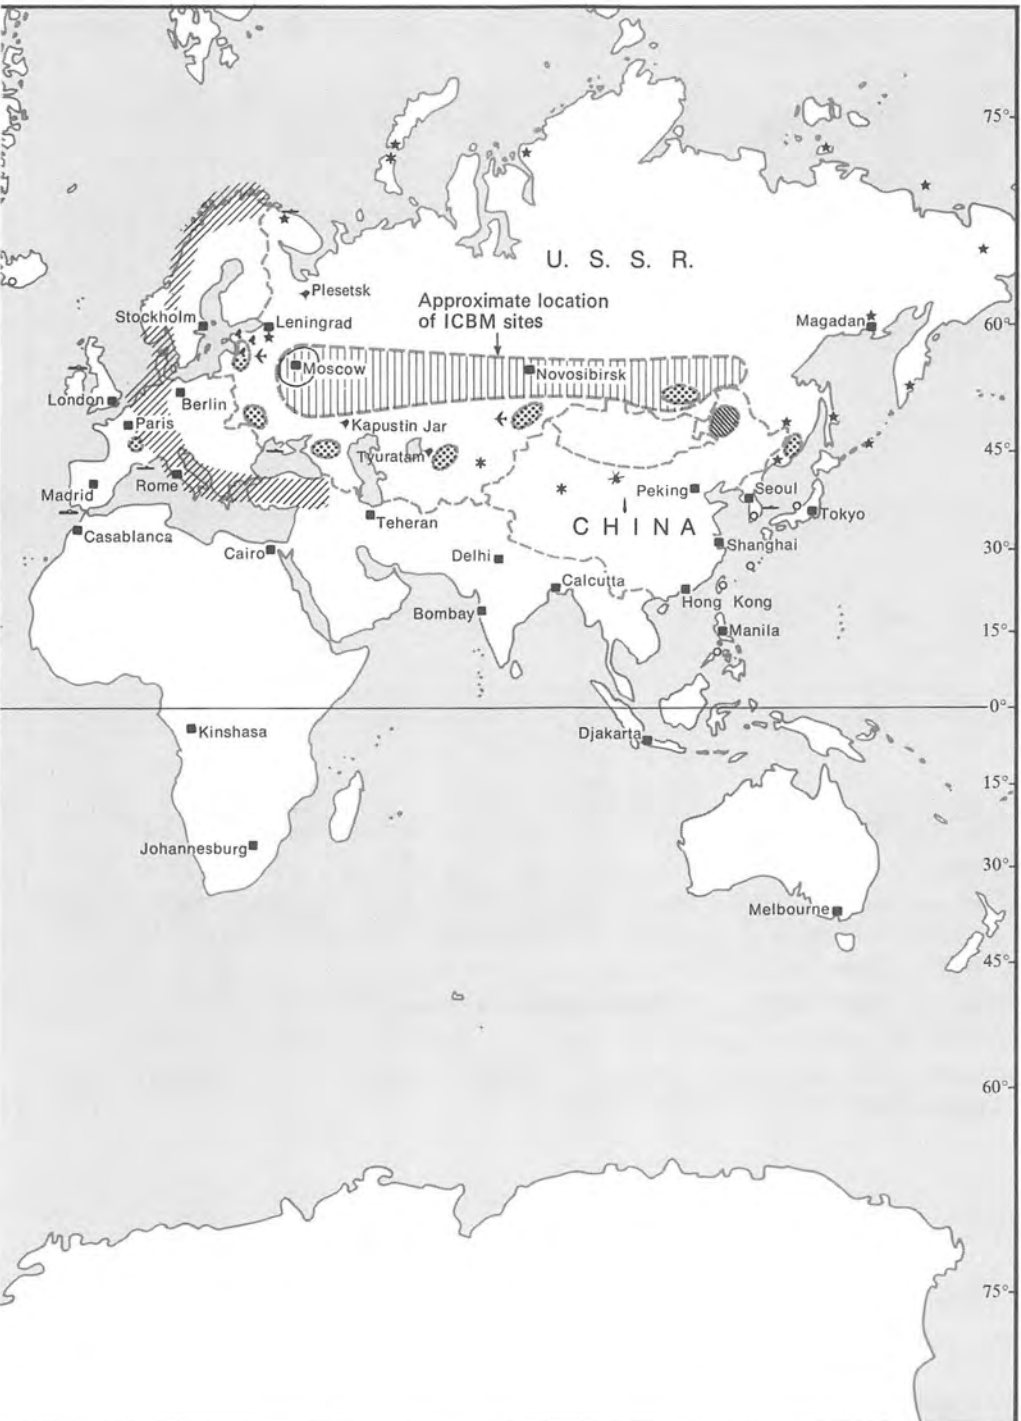 75°
U. S. S. R.
Plesetsk
Approximate location
of ICBM sites
Stockholm
Leningrad
Magadan
60°
Moscow
Novosibirsk
London
Berlin
Paris
Kapustin Jar
Tyuratam
45°
Madrid
Rome
Peking
Seoul
Teheran
CHINA
Tokyo
Casablanca
Cairo
Delhi
Shanghai
30°
Calcutta
Bombay
Hong Kong
Manila
15°
0°
Kinshasa
Djakarta
15°
Johannesburg
30°
Melbourne
45°
60°
75°